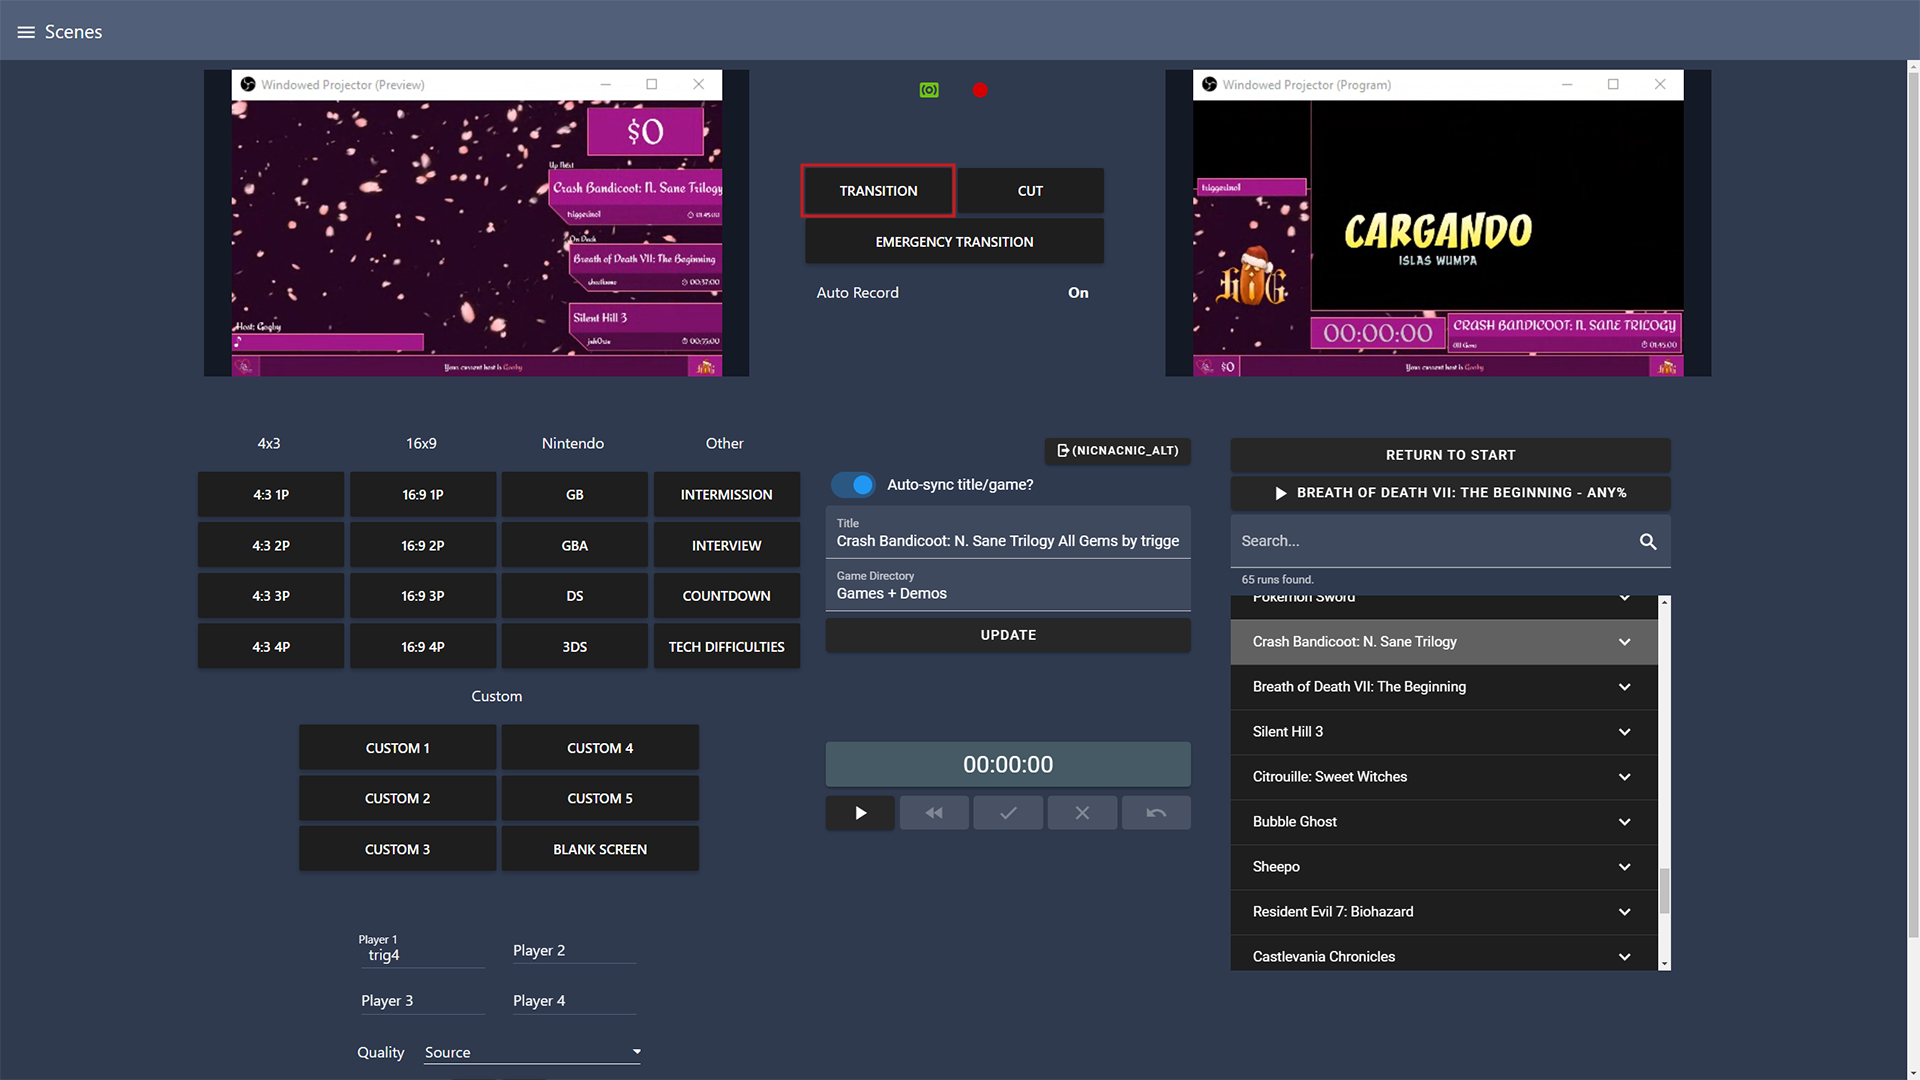 Scenes
Windowed Projector (Preview)
$0
Up Next
Crash Bandicoot: N. Sane Trilogy
triggerino1
01:45:00
On Deck
Breath of Death VII: The Beginning
00:37:00
Silent Hill 3
00:55:00
Host: Gogby
Your current host is Gogby
TRANSITION
CUT
EMERGENCY TRANSITION
Auto Record
On
Windowed Projector (Program)
triggerino1
CARGANDO
ISLAS WUMPA
HIG
00:00:00
CRASH BANDICOOT: N. SANE TRILOGY
All Gems
01:45:00
$0
Your current host is Gogby
4x3
16x9
Nintendo
Other
4:3 1P
16:9 1P
GB
INTERMISSION
4:3 2P
16:9 2P
GBA
INTERVIEW
4:3 3P
16:9 3P
DS
COUNTDOWN
4:3 4P
16:9 4P
3DS
TECH DIFFICULTIES
Custom
CUSTOM 1
CUSTOM 4
CUSTOM 2
CUSTOM 5
CUSTOM 3
BLANK SCREEN
Player 1
trig4
Player 2
Player 3
Player 4
Quality
Source
(NICNACNIC_ALT)
Auto-sync title/game?
Title
Crash Bandicoot: N. Sane Trilogy All Gems by trigge
Game Directory
Games + Demos
UPDATE
00:00:00
RETURN TO START
BREATH OF DEATH VII: THE BEGINNING - ANY%
Search...
65 runs found.
Pokémon Sword
Crash Bandicoot: N. Sane Trilogy
Breath of Death VII: The Beginning
Silent Hill 3
Citrouille: Sweet Witches
Bubble Ghost
Sheepo
Resident Evil 7: Biohazard
Castlevania Chronicles